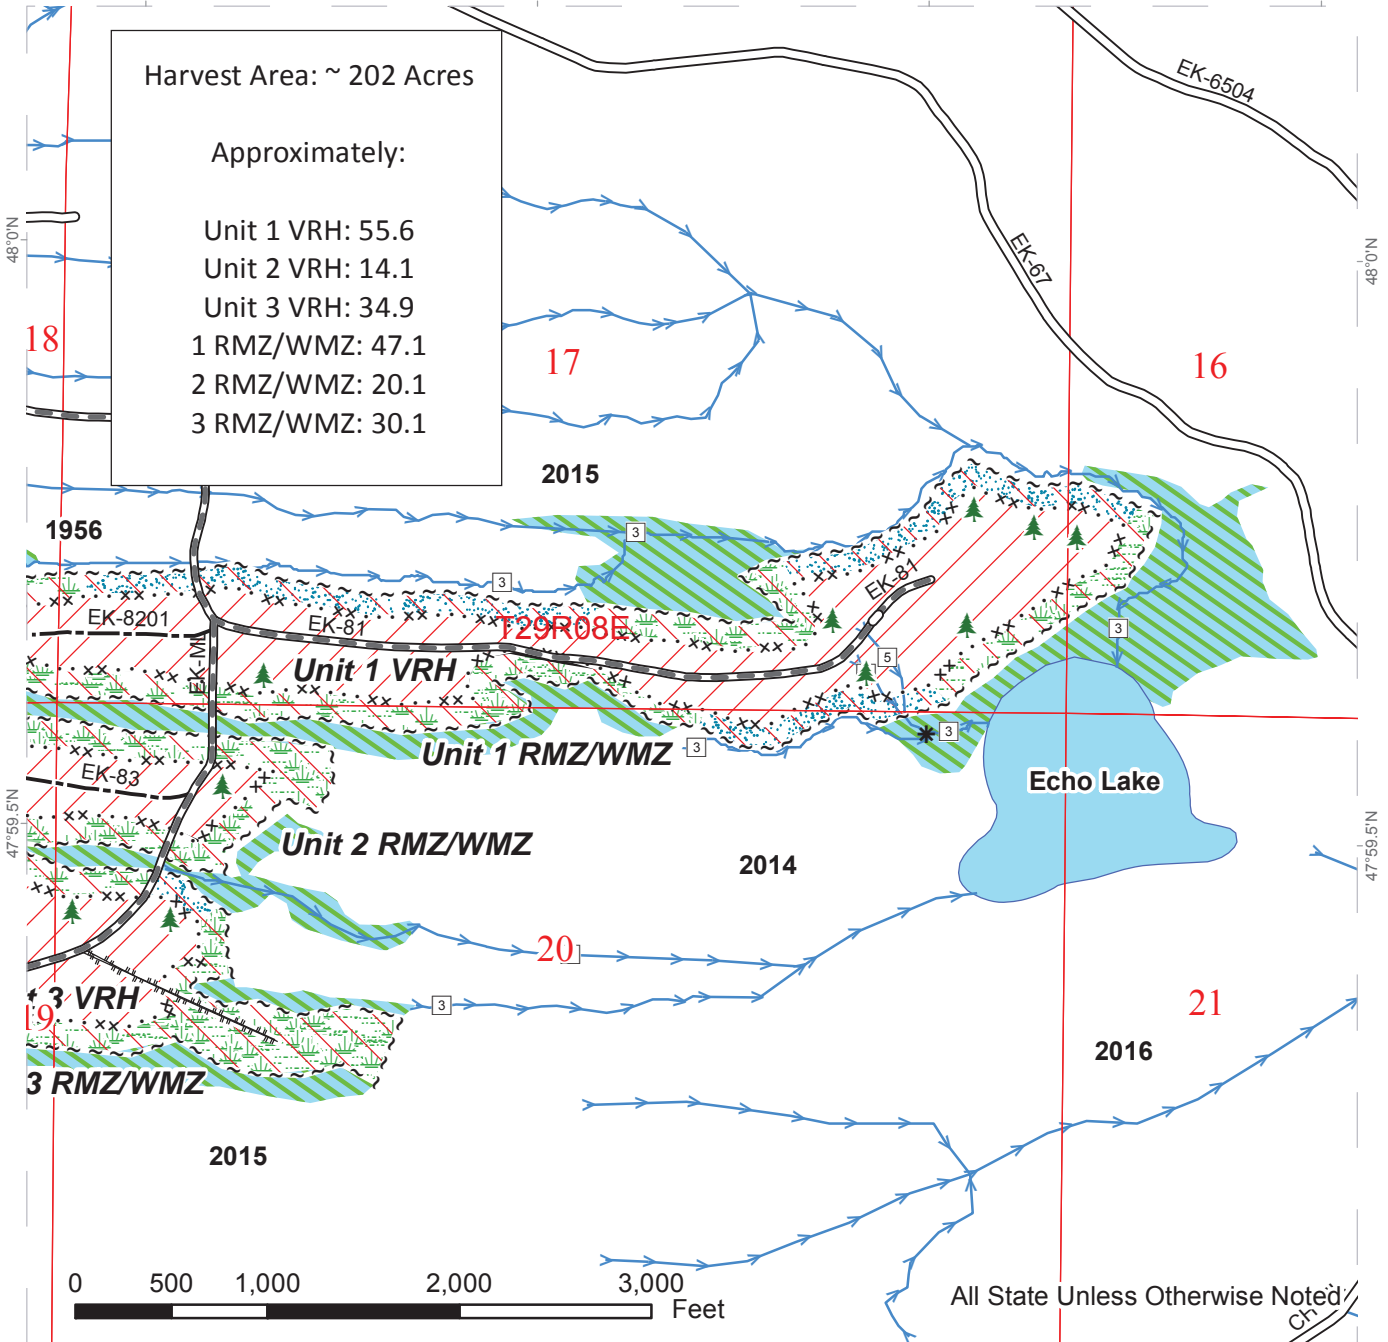 Harvest Area: ~ 202 Acres
Approximately:
Unit 1 VRH: 55.6
Unit 2 VRH: 14.1
Unit 3 VRH: 34.9
1 RMZ/WMZ: 47.1
2 RMZ/WMZ: 20.1
3 RMZ/WMZ: 30.1
EK-6504
EK-67
48°0'N
48°0'N
18
17
16
2015
1956
3
3
EK-8201
EK-81
T29R08E
EK-81
3
5
EK-ML
Unit 1 VRH
3
3
Unit 1 RMZ/WMZ
EK-83
Echo Lake
47°59.5'N
47°59.5'N
Unit 2 RMZ/WMZ
2014
20
3 VRH
19
3
21
2016
3 RMZ/WMZ
2015
0 500 1,000 2,000 3,000
Feet
All State Unless Otherwise Noted